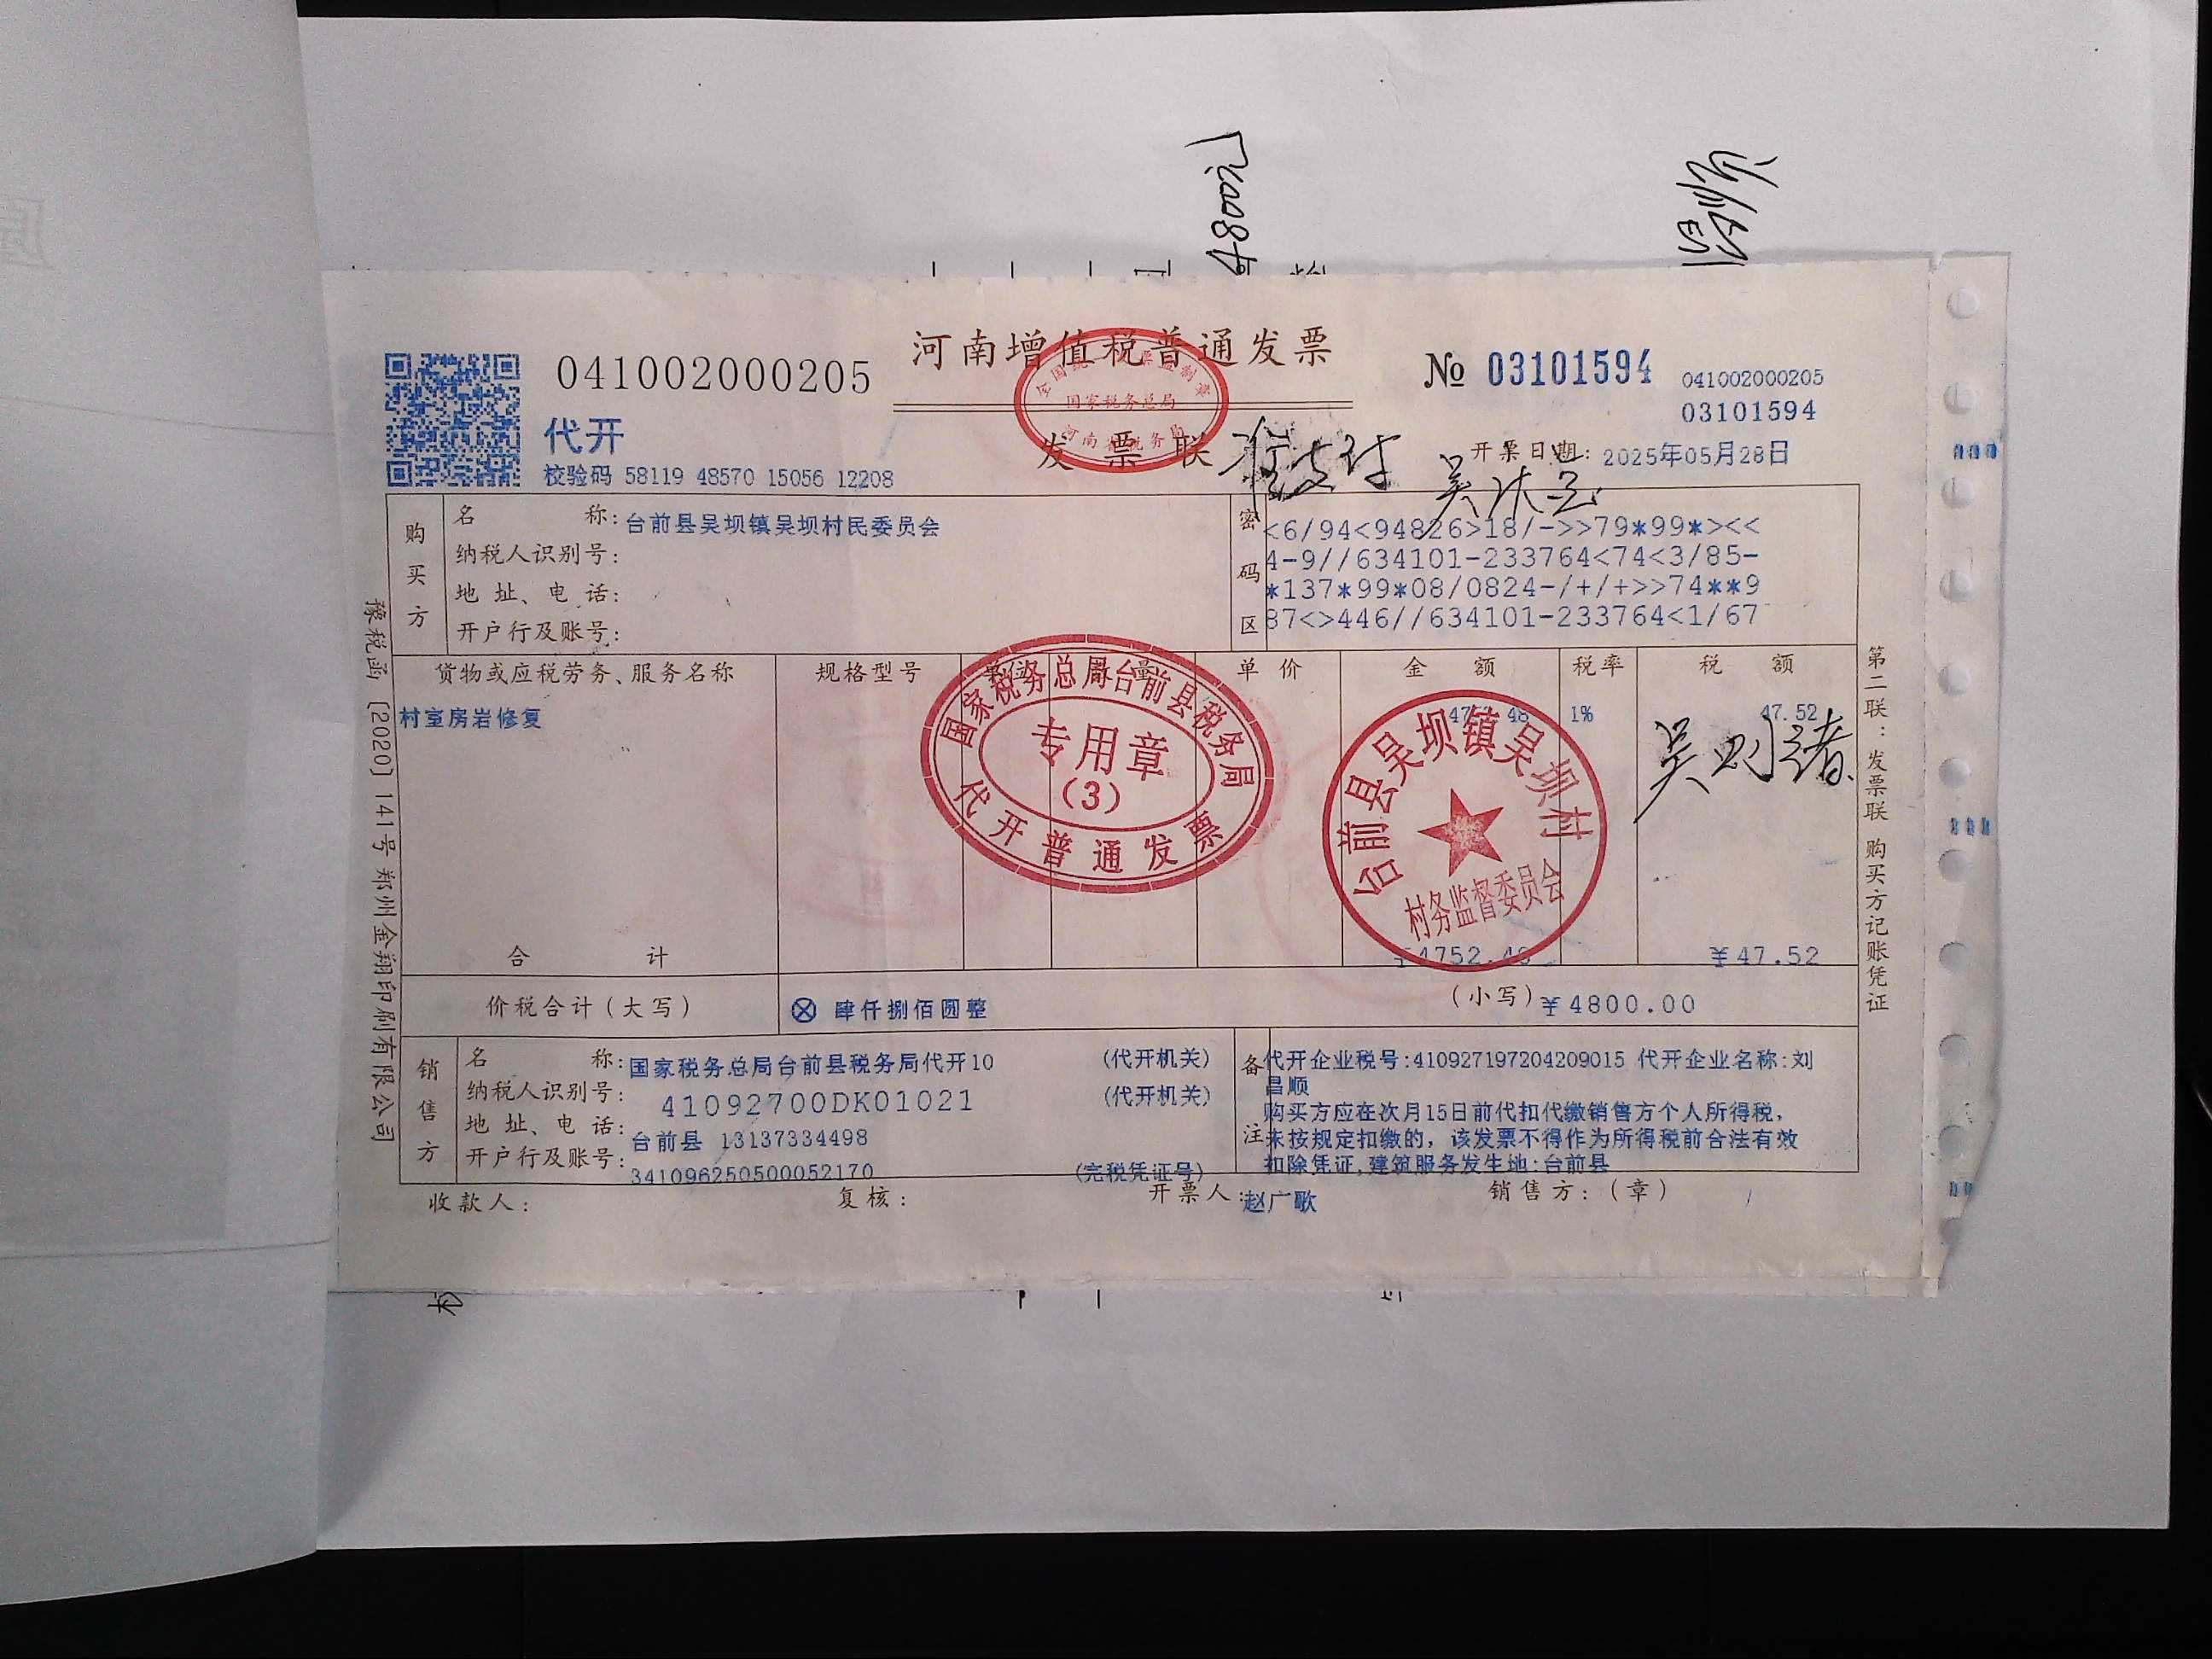 4800元
河南增值税普通发票
041002000205
№ 03101594
041002000205
03101594
代开
发票联
国家税务总局
准支付
开票日期:2025年05月28日
校验码 58119 48570 15056 12208
购买方
名称:台前县吴坝镇吴坝村民委员会
纳税人识别号:
地址、电话:
开户行及账号:
密码区
<6/94<94826>18/->>79*99*><<
4-9//634101-233764<74<3/85-
*137*99*08/0824-/+/+>>74**9
87<>446//634101-233764<1/67
货物或应税劳务、服务名称 规格型号 单价 金额 税率 税额
村室房岩修复 1% 47.52
国家税务总局台前县税务局
专用章
(3)
代开普通发票
台前县吴坝镇吴坝村
村务监督委员会
合计 ¥4752.48 ¥47.52
价税合计(大写) ⊗ 肆仟捌佰圆整 (小写)¥4800.00
销售方
名称:国家税务总局台前县税务局代开10 (代开机关)
纳税人识别号:41092700DK01021 (代开机关)
地址、电话:台前县 13137334498
开户行及账号:341096250500052170 (完税凭证号)
备注
代开企业税号:410927197204209015 代开企业名称:刘
昌顺
购买方应在次月15日前代扣代缴销售方个人所得税,
未按规定扣缴的,该发票不得作为所得税前合法有效
扣除凭证,建筑服务发生地:台前县
收款人: 复核: 开票人:赵广歌 销售方:(章)
豫税函[2020]141号郑州金翔印刷有限公司
第二联:发票联 购买方记账凭证